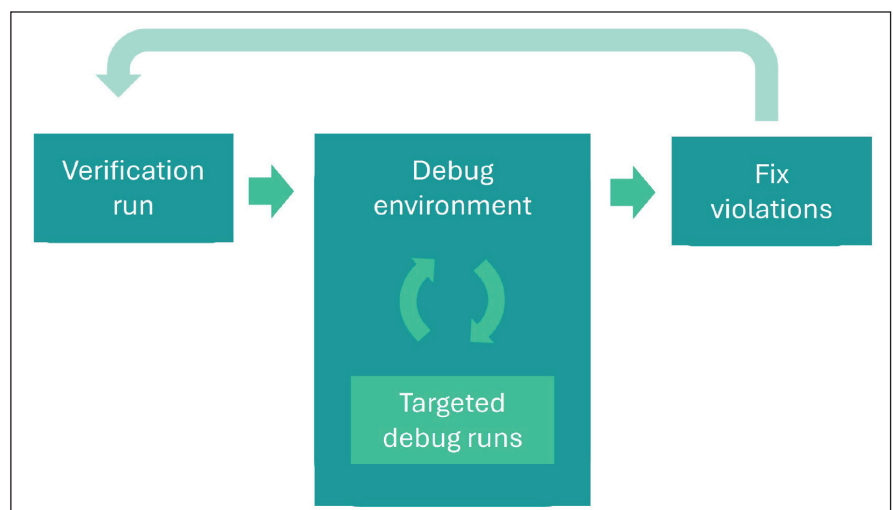 Verification
run
Debug
environment
Targeted
debug runs
Fix
violations